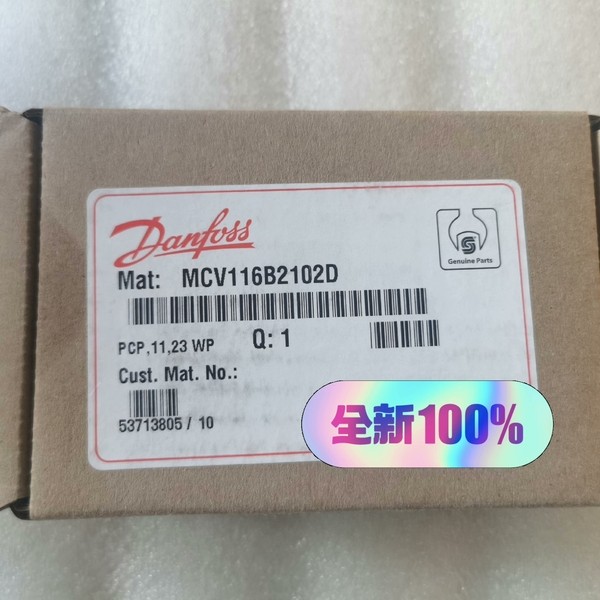 Danfoss
Genuine Parts
Mat: MCV116B2102D
PCP,11,23 WP Q: 1
Cust. Mat. No.:
53713805 / 10
全新100%